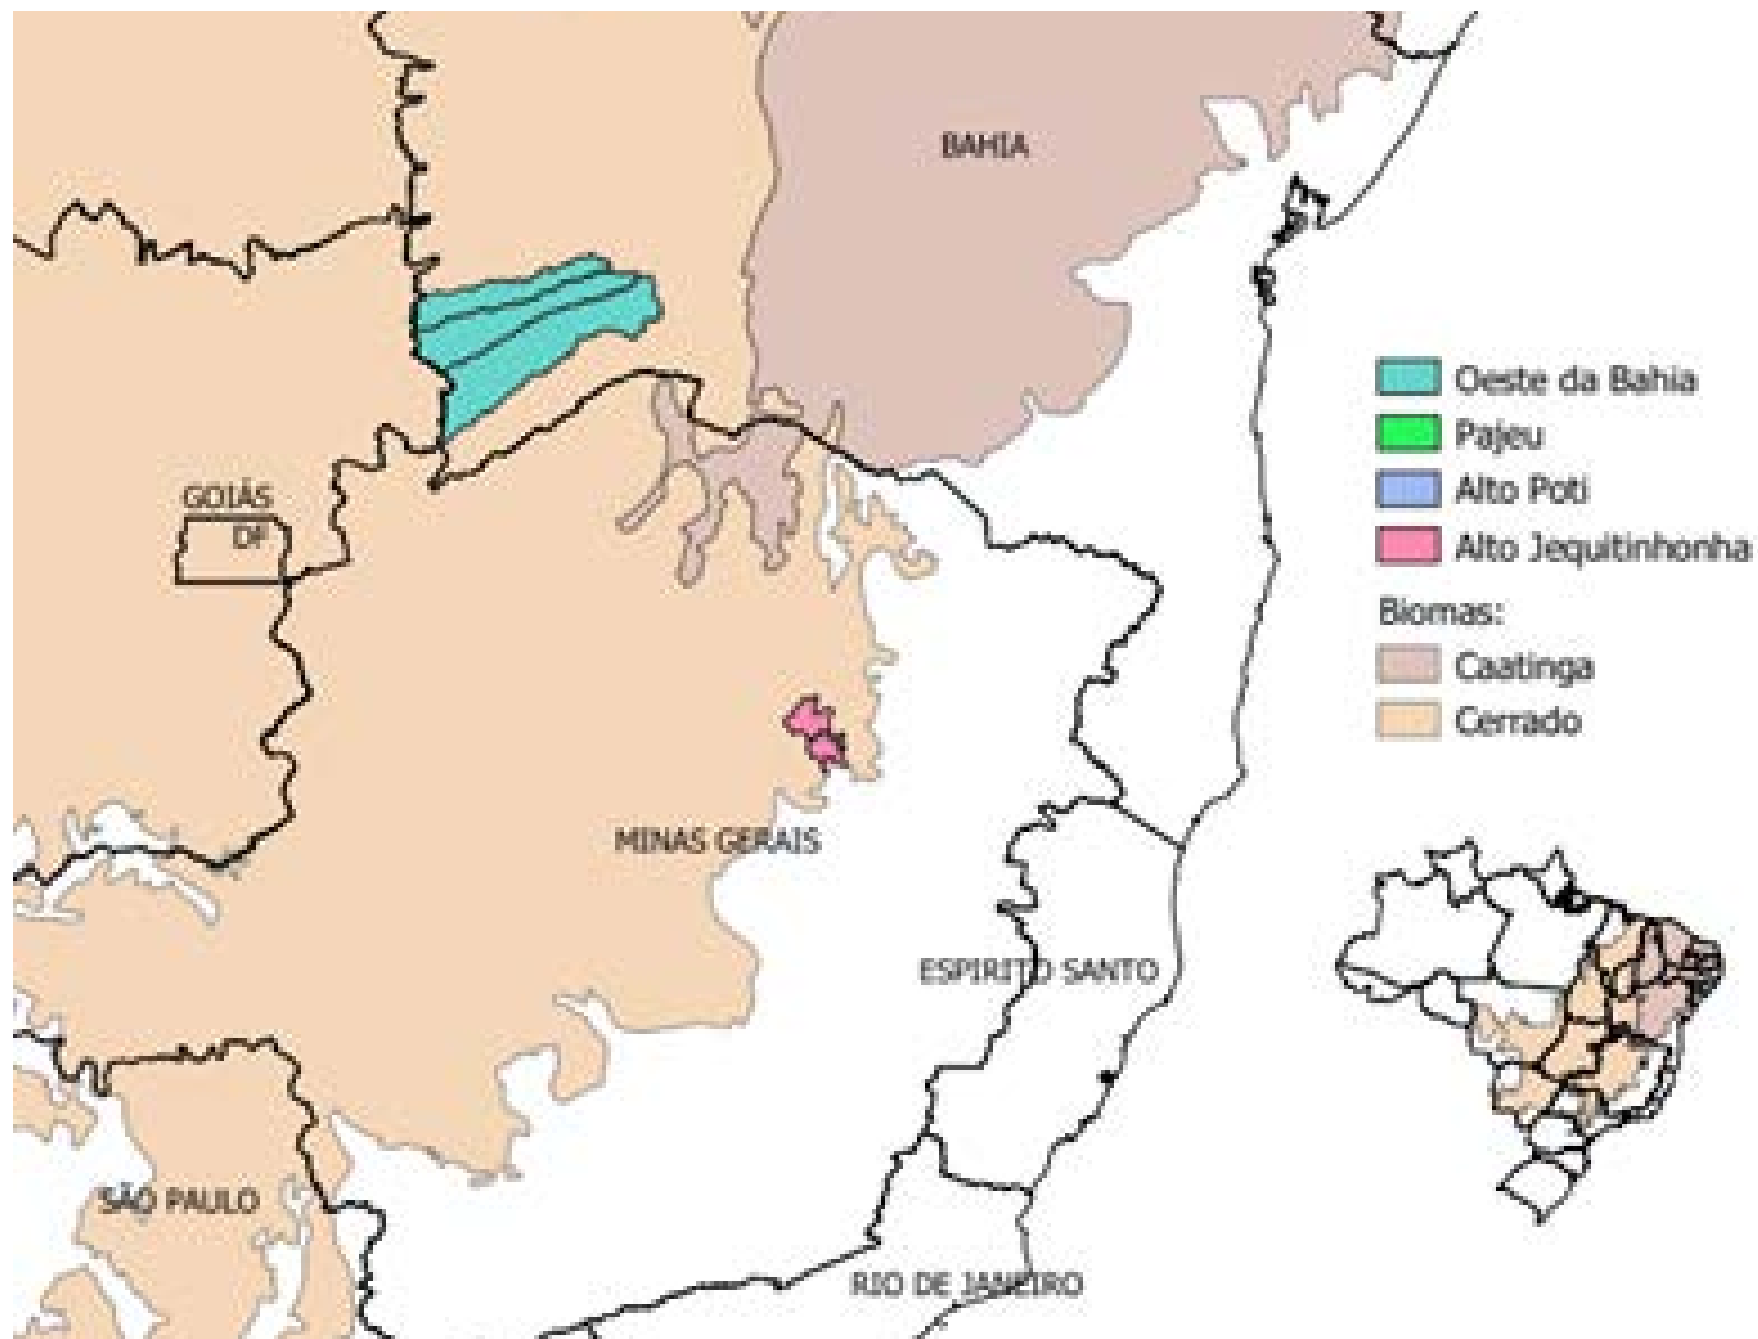 BAHIA
Oeste da Bahia
Pajeu
Alto Poti
Alto Jequitinhonha
Biomas:
Caatinga
Cerrado
GOIÁS
DF
MINAS GERAIS
ESPIRITO SANTO
SÃO PAULO
RIO DE JANEIRO